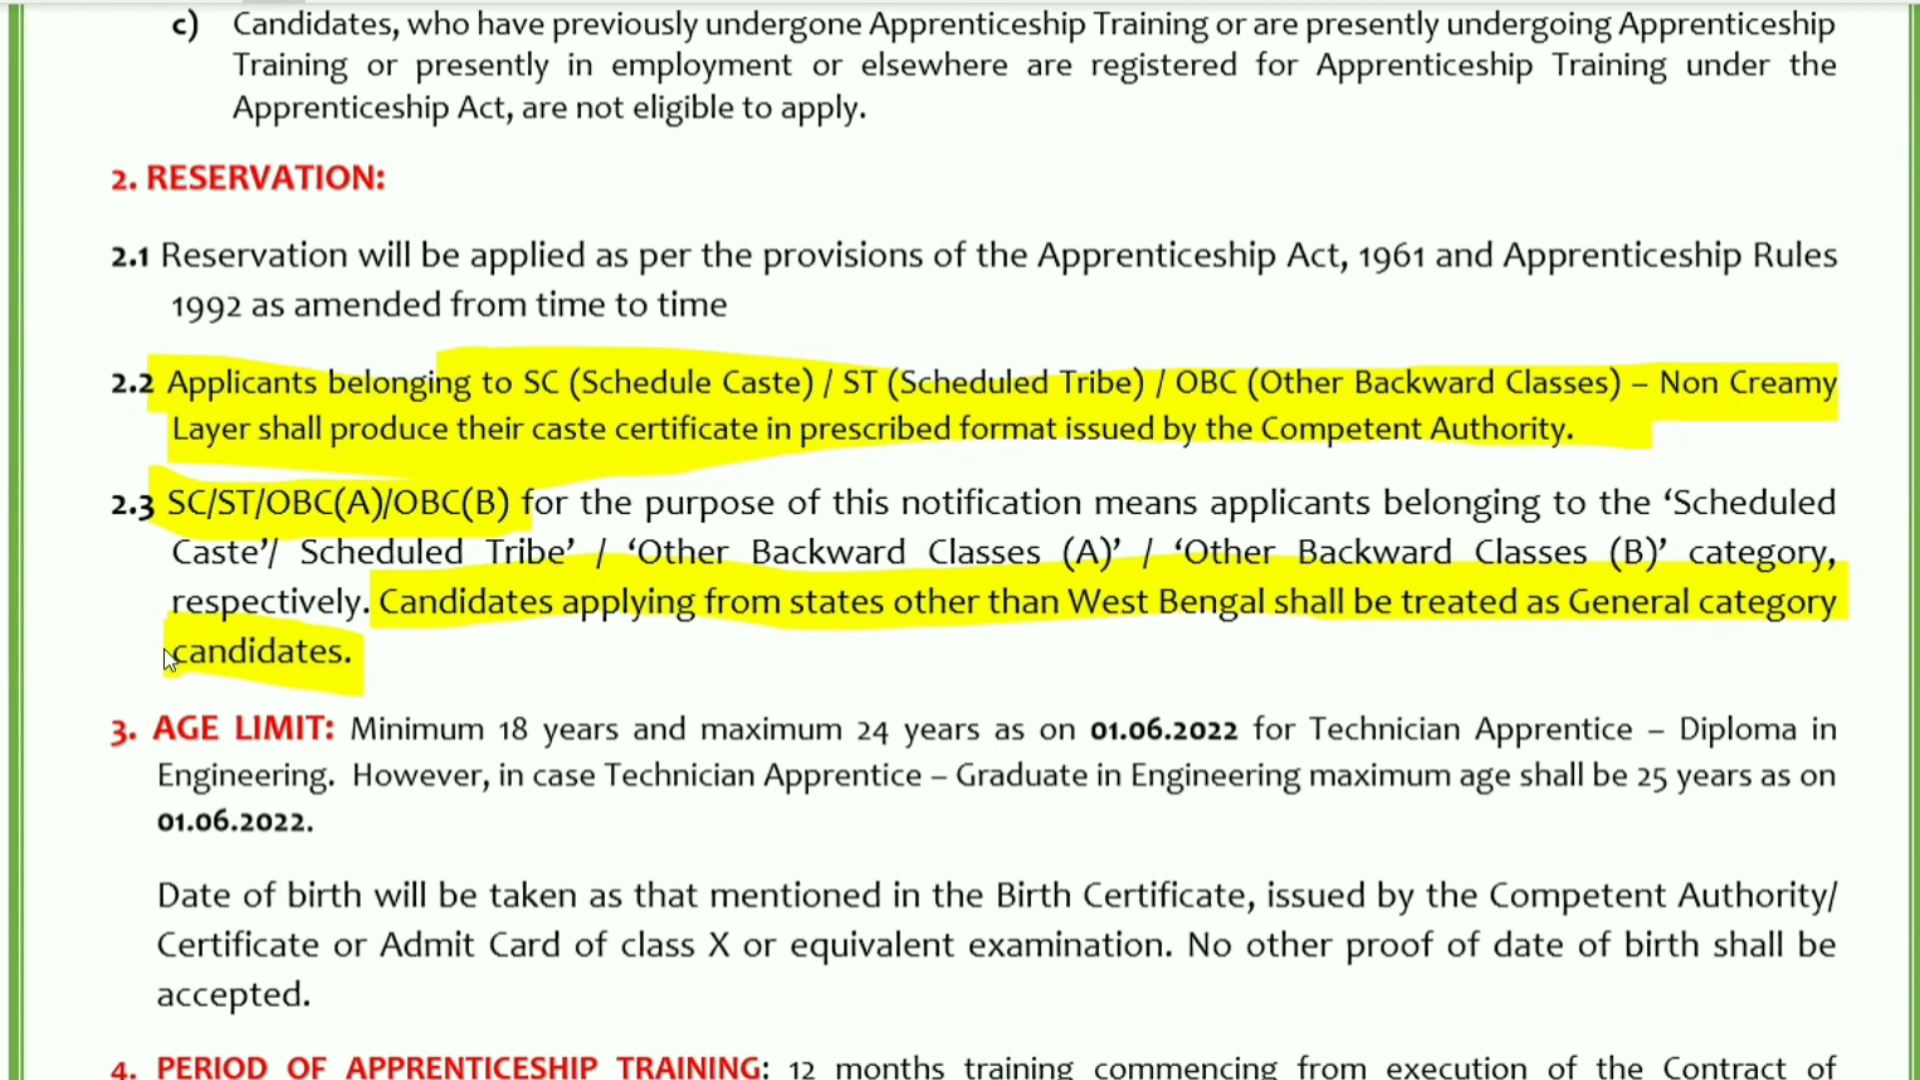 c) Candidates, who have previously undergone Apprenticeship Training or are presently undergoing Apprenticeship
Training or presently in employment or elsewhere are registered for Apprenticeship Training under the
Apprenticeship Act, are not eligible to apply.
2. RESERVATION:
2.1 Reservation will be applied as per the provisions of the Apprenticeship Act, 1961 and Apprenticeship Rules
1992 as amended from time to time
2.2 Applicants belonging to SC (Schedule Caste) / ST (Scheduled Tribe) / OBC (Other Backward Classes) – Non Creamy
Layer shall produce their caste certificate in prescribed format issued by the Competent Authority.
2.3 SC/ST/OBC(A)/OBC(B) for the purpose of this notification means applicants belonging to the ‘Scheduled
Caste’/ Scheduled Tribe’ / ‘Other Backward Classes (A)’ / ‘Other Backward Classes (B)’ category,
respectively. Candidates applying from states other than West Bengal shall be treated as General category
candidates.
3. AGE LIMIT: Minimum 18 years and maximum 24 years as on 01.06.2022 for Technician Apprentice – Diploma in
Engineering. However, in case Technician Apprentice – Graduate in Engineering maximum age shall be 25 years as on
01.06.2022.
Date of birth will be taken as that mentioned in the Birth Certificate, issued by the Competent Authority/
Certificate or Admit Card of class X or equivalent examination. No other proof of date of birth shall be
accepted.
4. PERIOD OF APPRENTICESHIP TRAINING: 12 months training commencing from execution of the Contract of